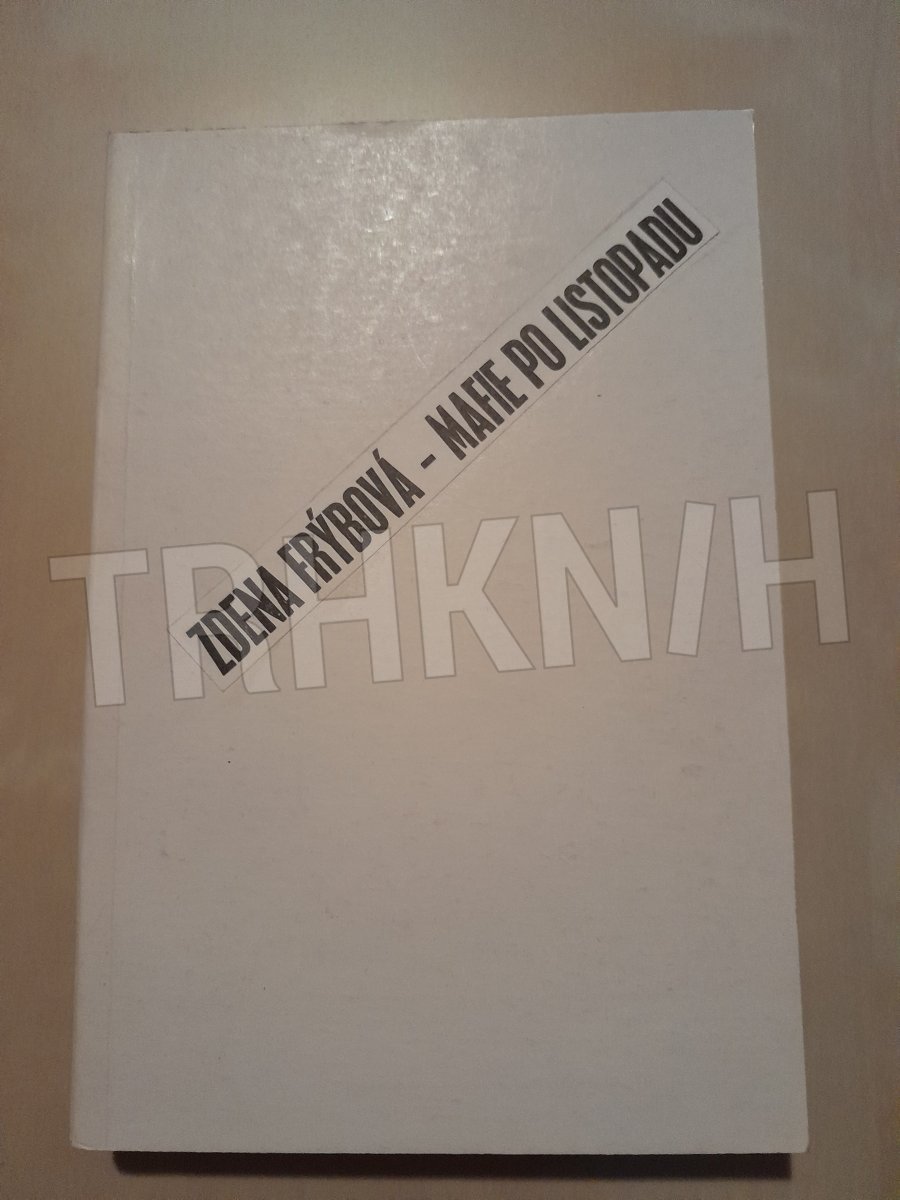 ZDENA FRÝBOVÁ – MAFIE PO LISTOPADU
TRHKNIH